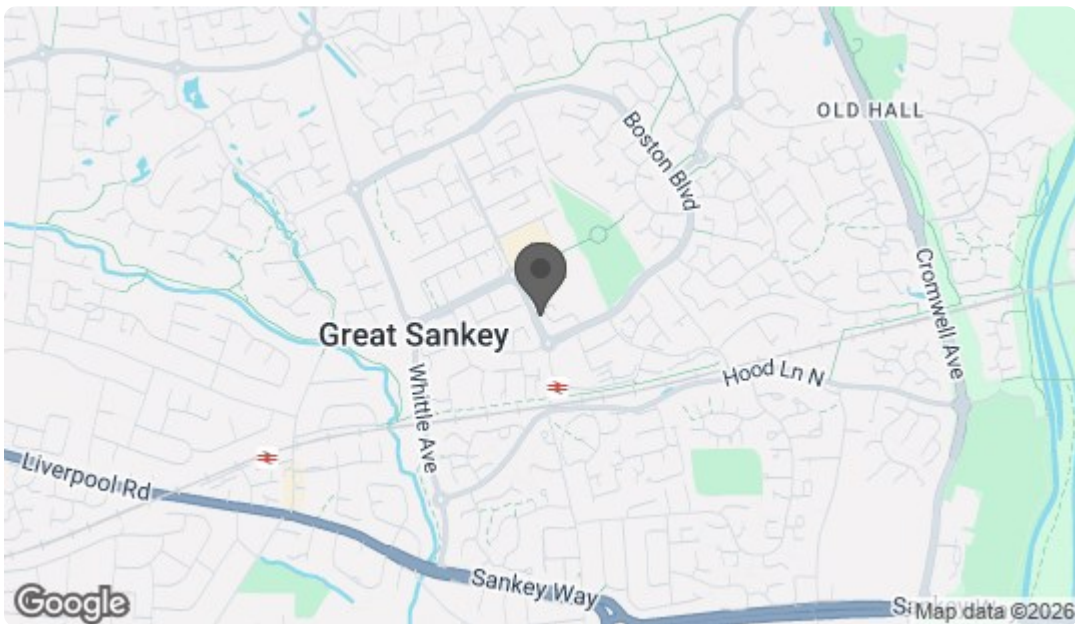 OLD HALL
Boston Blvd
Cromwell Ave
Great Sankey
Whittle Ave
Hood Ln N
Liverpool Rd
Sankey Way
Google
Map data ©2026